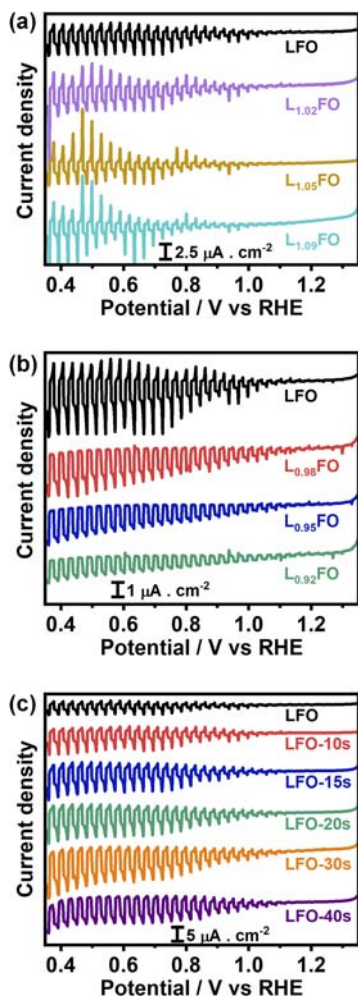 (a)
Current density
LFO
L₁.₀₂FO
L₁.₀₅FO
L₁.₀₉FO
2.5 μA . cm⁻²
0.4 0.6 0.8 1.0 1.2
Potential / V vs RHE
(b)
Current density
LFO
L₀.₉₈FO
L₀.₉₅FO
L₀.₉₂FO
1 μA . cm⁻²
0.4 0.6 0.8 1.0 1.2
Potential / V vs RHE
(c)
Current density
LFO
LFO-10s
LFO-15s
LFO-20s
LFO-30s
LFO-40s
5 μA . cm⁻²
0.4 0.6 0.8 1.0 1.2
Potential / V vs RHE